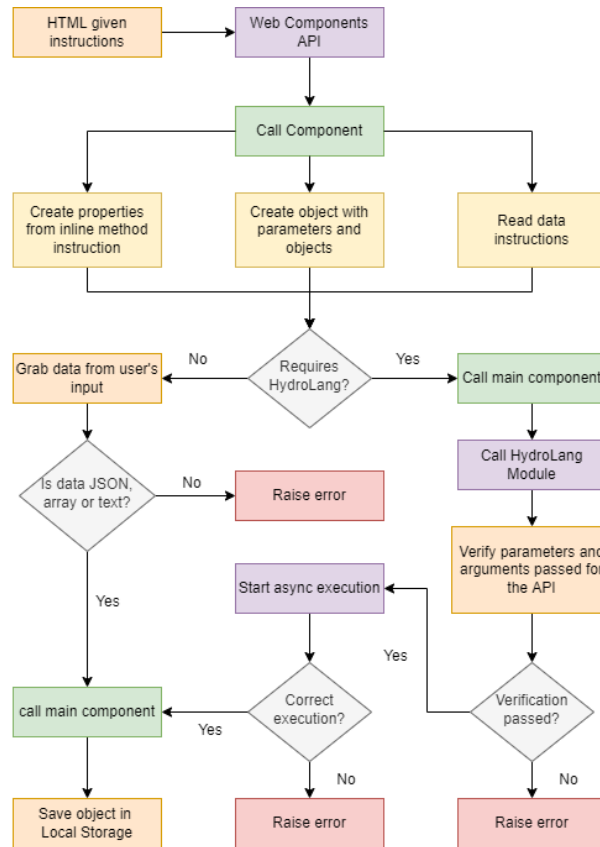 HTML given
instructions
Web Components
API
Call Component
Create properties
from inline method
instruction
Create object with
parameters and
objects
Read data
instructions
Requires
HydroLang?
No
Yes
Grab data from user's
input
Call main component
Is data JSON,
array or text?
No
Raise error
Call HydroLang
Module
Verify parameters and
arguments passed for
the API
Start async execution
Yes
Yes
Verification
passed?
Correct
execution?
Yes
call main component
No
No
Save object in
Local Storage
Raise error
Raise error